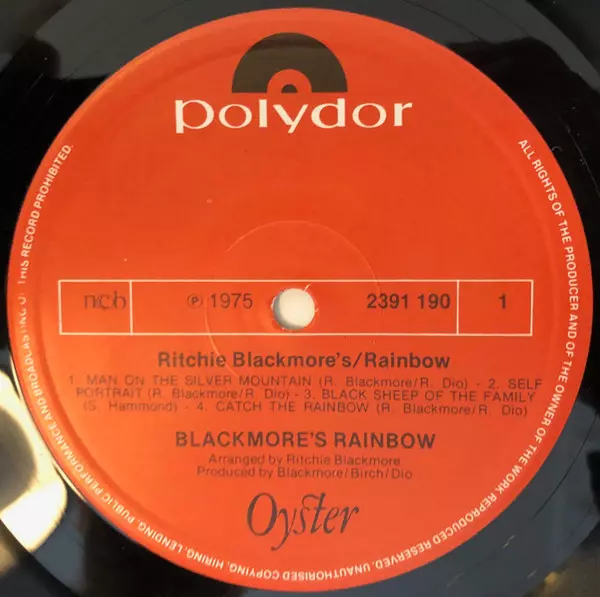 polydor
ncb
Ⓟ 1975
2391 190
1
Ritchie Blackmore's/Rainbow
1. MAN ON THE SILVER MOUNTAIN (R. Blackmore/R. Dio) - 2. SELF
PORTRAIT (R. Blackmore/R. Dio) - 3. BLACK SHEEP OF THE FAMILY
(S. Hammond) - 4. CATCH THE RAINBOW (R. Blackmore/R. Dio)
BLACKMORE'S RAINBOW
Arranged by Ritchie Blackmore
Produced by Blackmore/Birch/Dio
Oyster
ALL RIGHTS OF THE PRODUCER AND OF THE OWNER OF THE WORK REPRODUCED RESERVED. UNAUTHORISED COPYING, HIRING, LENDING, PUBLIC PERFORMANCE AND BROADCASTING OF THIS RECORD PROHIBITED.